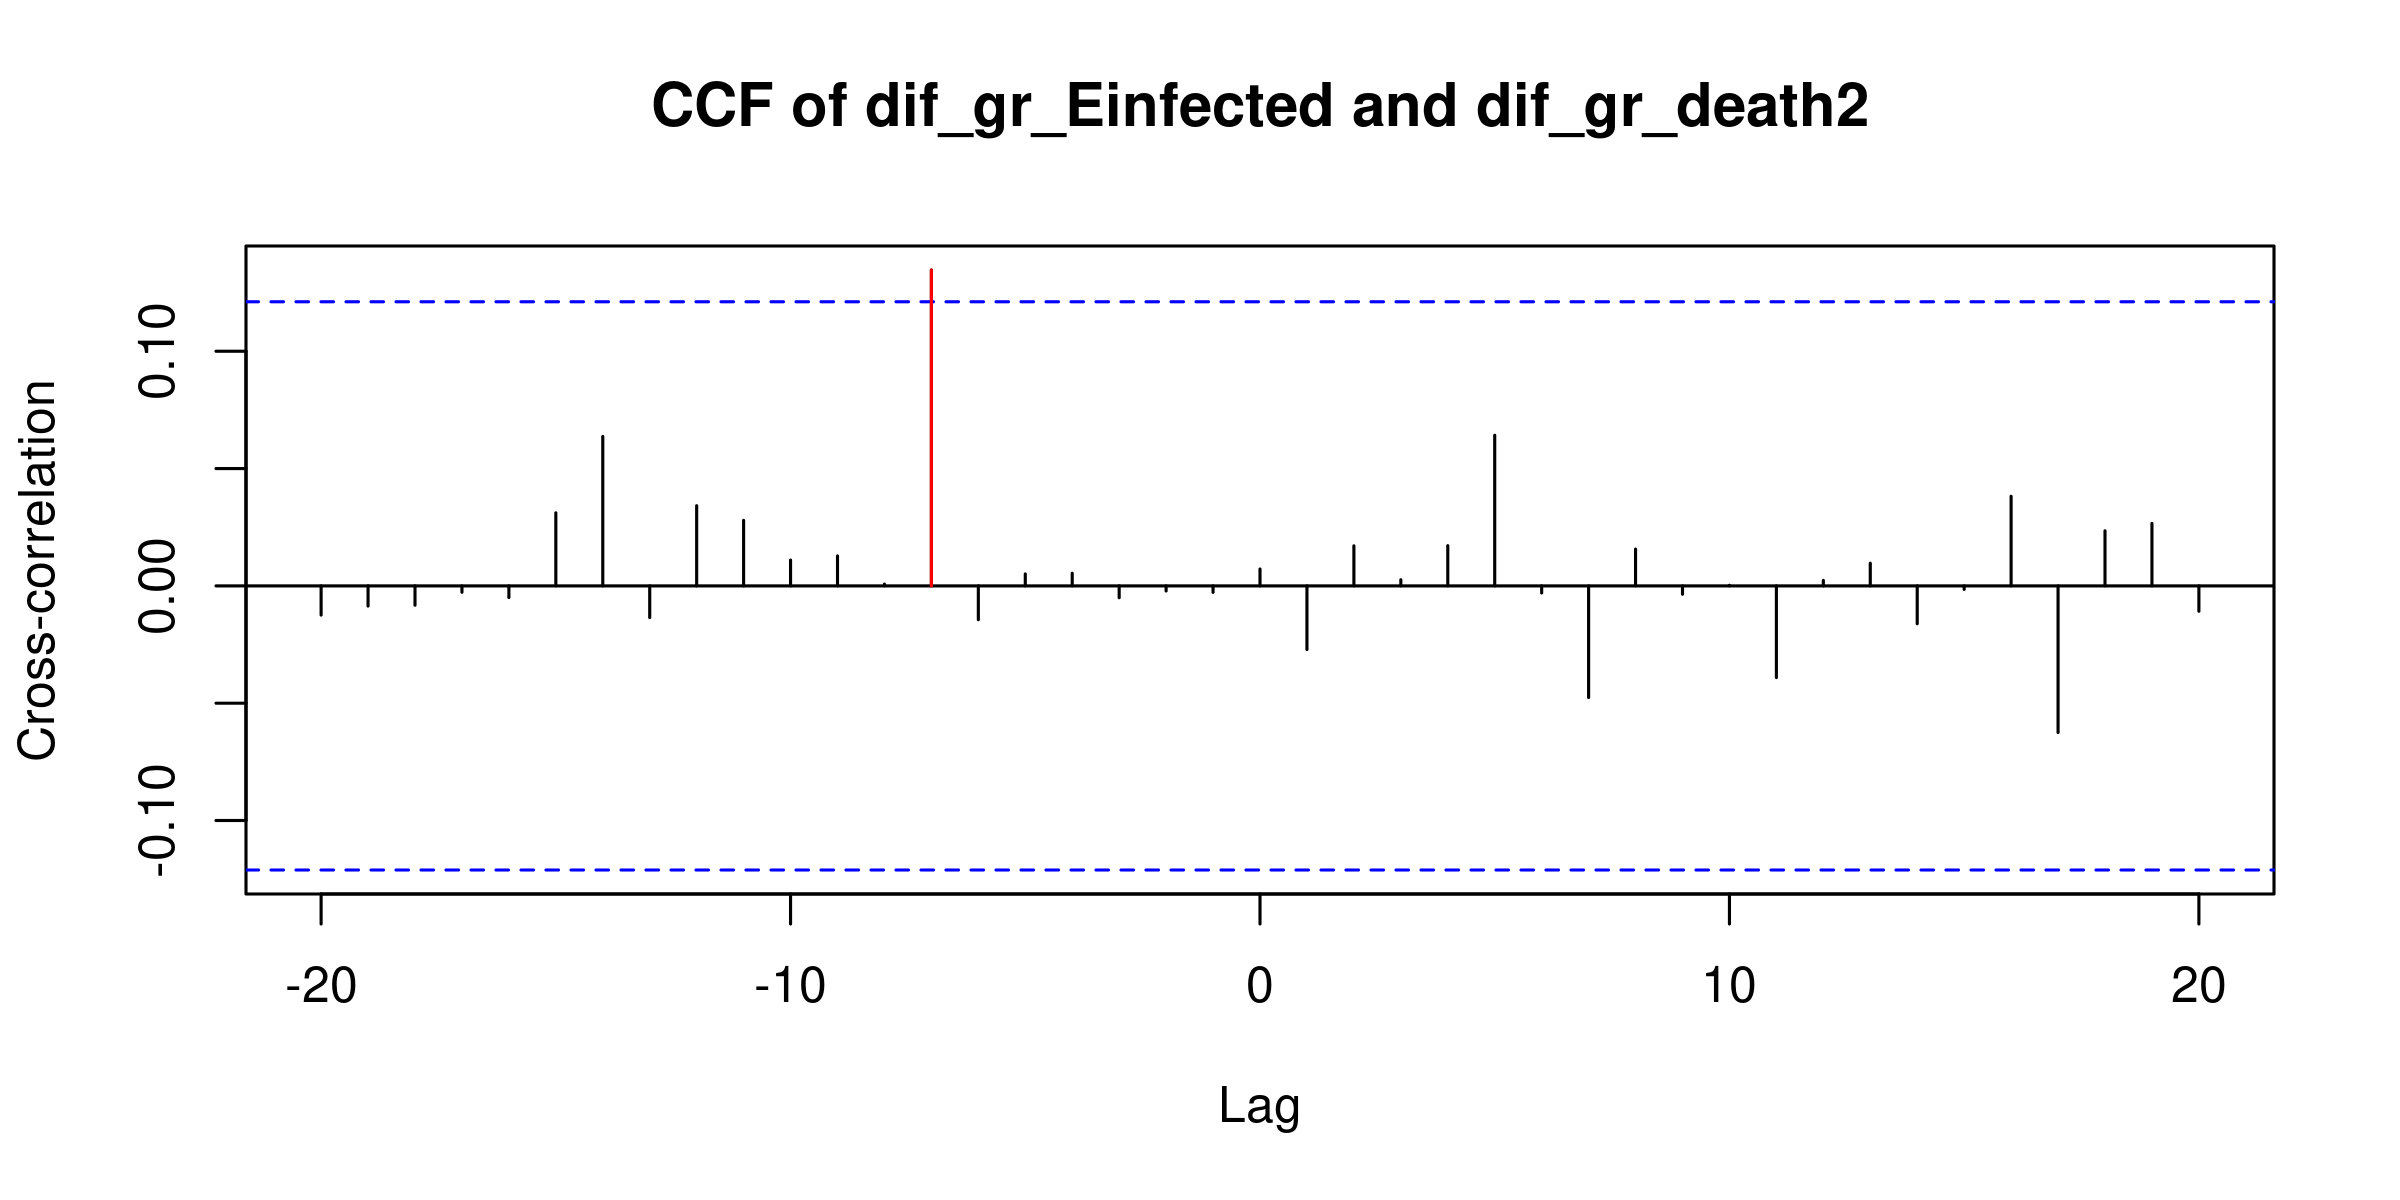 CCF of dif_gr_Einfected and dif_gr_death2
Cross-correlation
0.10
0.00
-0.10
-20 -10 0 10 20
Lag